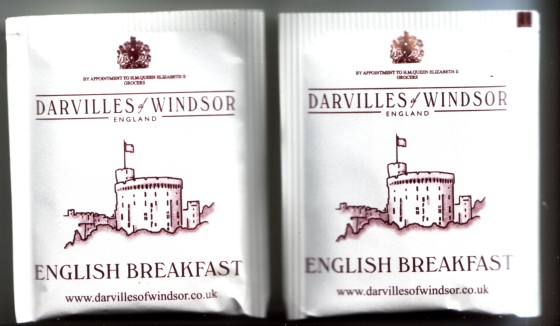 BY APPOINTMENT TO H.M.QUEEN ELIZABETH II
GROCERS
DARVILLES of WINDSOR
ENGLAND
ENGLISH BREAKFAST
www.darvillesofwindsor.co.uk
BY APPOINTMENT TO H.M.QUEEN ELIZABETH II
GROCERS
DARVILLES of WINDSOR
ENGLAND
ENGLISH BREAKFAST
www.darvillesofwindsor.co.uk